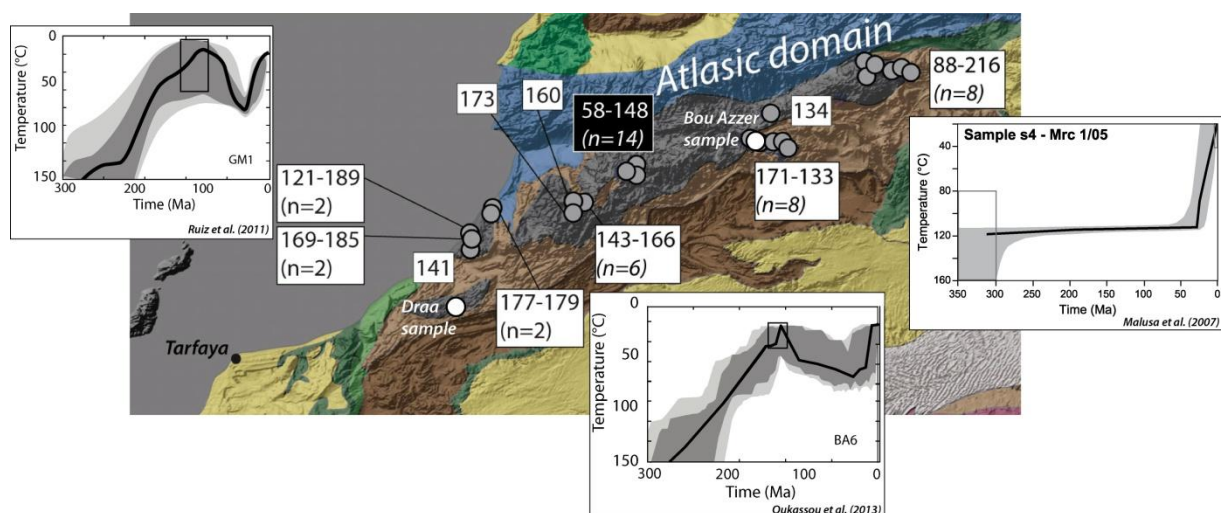 0
50
100
150
Temperature (°C)
300
200
100
0
Time (Ma)
GM1
Ruiz et al. (2011)
Atlasic domain
173
160
58-148
(n=14)
Bou Azzer
sample
134
88-216
(n=8)
171-133
(n=8)
121-189
(n=2)
169-185
(n=2)
141
143-166
(n=6)
177-179
(n=2)
Draa
sample
Tarfaya
Sample s4 - Mrc 1/05
0
40
80
120
160
Temperature (°C)
350
300
250
200
150
100
50
0
Time (Ma)
Malusa et al. (2007)
0
50
100
150
Temperature (°C)
300
200
100
0
Time (Ma)
BA6
Oukassou et al. (2013)